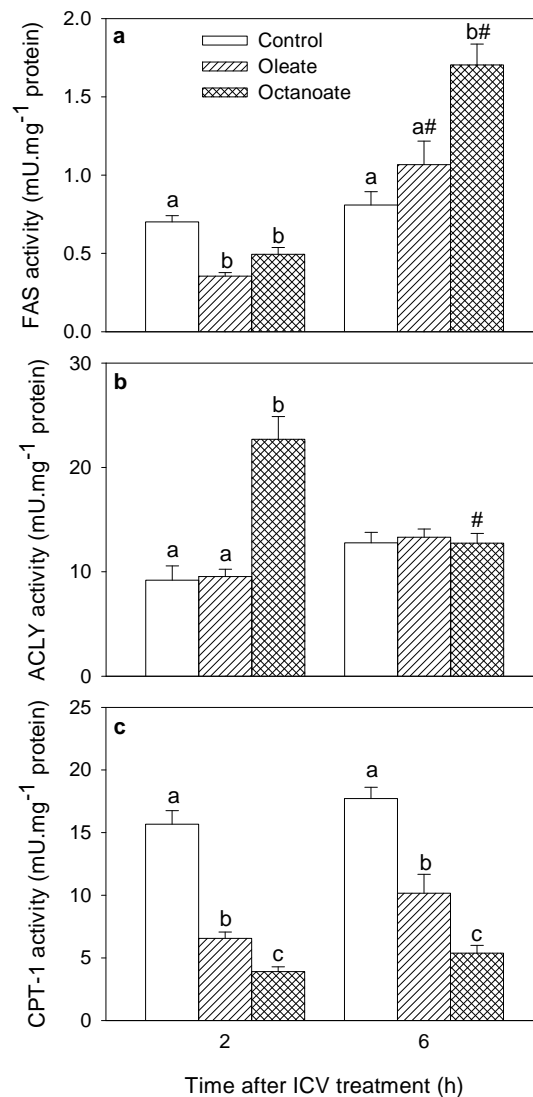 a
Control
Oleate
Octanoate
b#
a#
a
a
b
b
2.0
1.5
1.0
0.5
0.0
FAS activity (mU.mg⁻¹ protein)
b
b
a
a
#
30
20
10
0
ACLY activity (mU.mg⁻¹ protein)
c
a
a
b
b
c
c
25
20
15
10
5
0
CPT-1 activity (mU.mg⁻¹ protein)
2 6
Time after ICV treatment (h)